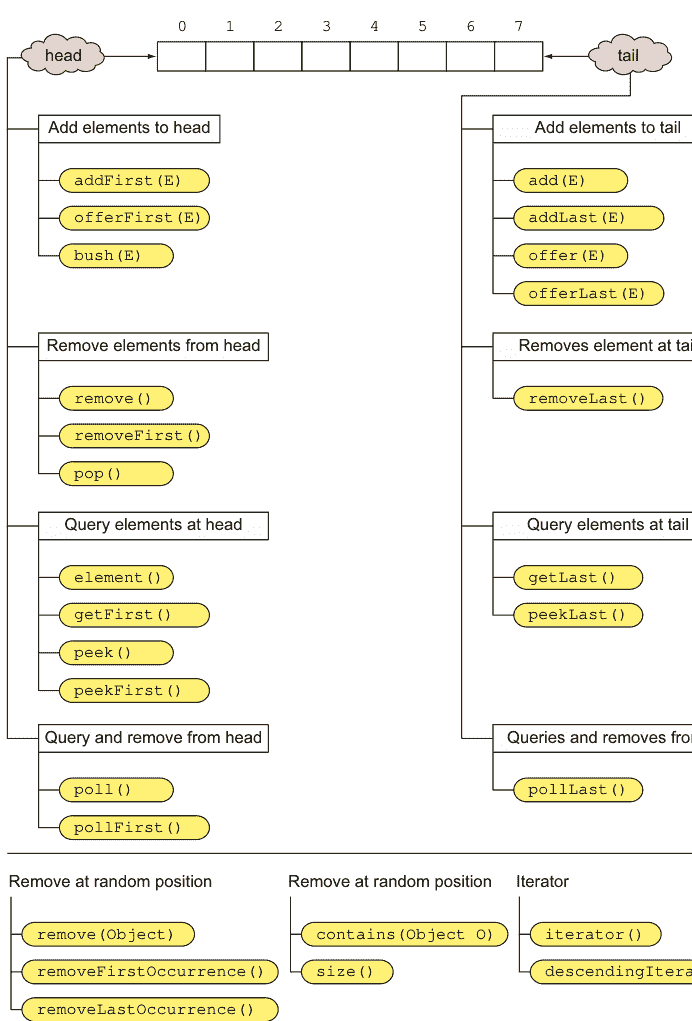 0 1 2 3 4 5 6 7
head
tail
Add elements to head
addFirst(E)
offerFirst(E)
bush(E)
Remove elements from head
remove()
removeFirst()
pop()
Query elements at head
element()
getFirst()
peek()
peekFirst()
Query and remove from head
poll()
pollFirst()
Add elements to tail
add(E)
addLast(E)
offer(E)
offerLast(E)
Removes element at tai
removeLast()
Query elements at tail
getLast()
peekLast()
Queries and removes fro
pollLast()
Remove at random position
remove(Object)
removeFirstOccurrence()
removeLastOccurrence()
Remove at random position
contains(Object O)
size()
Iterator
iterator()
descendingItera